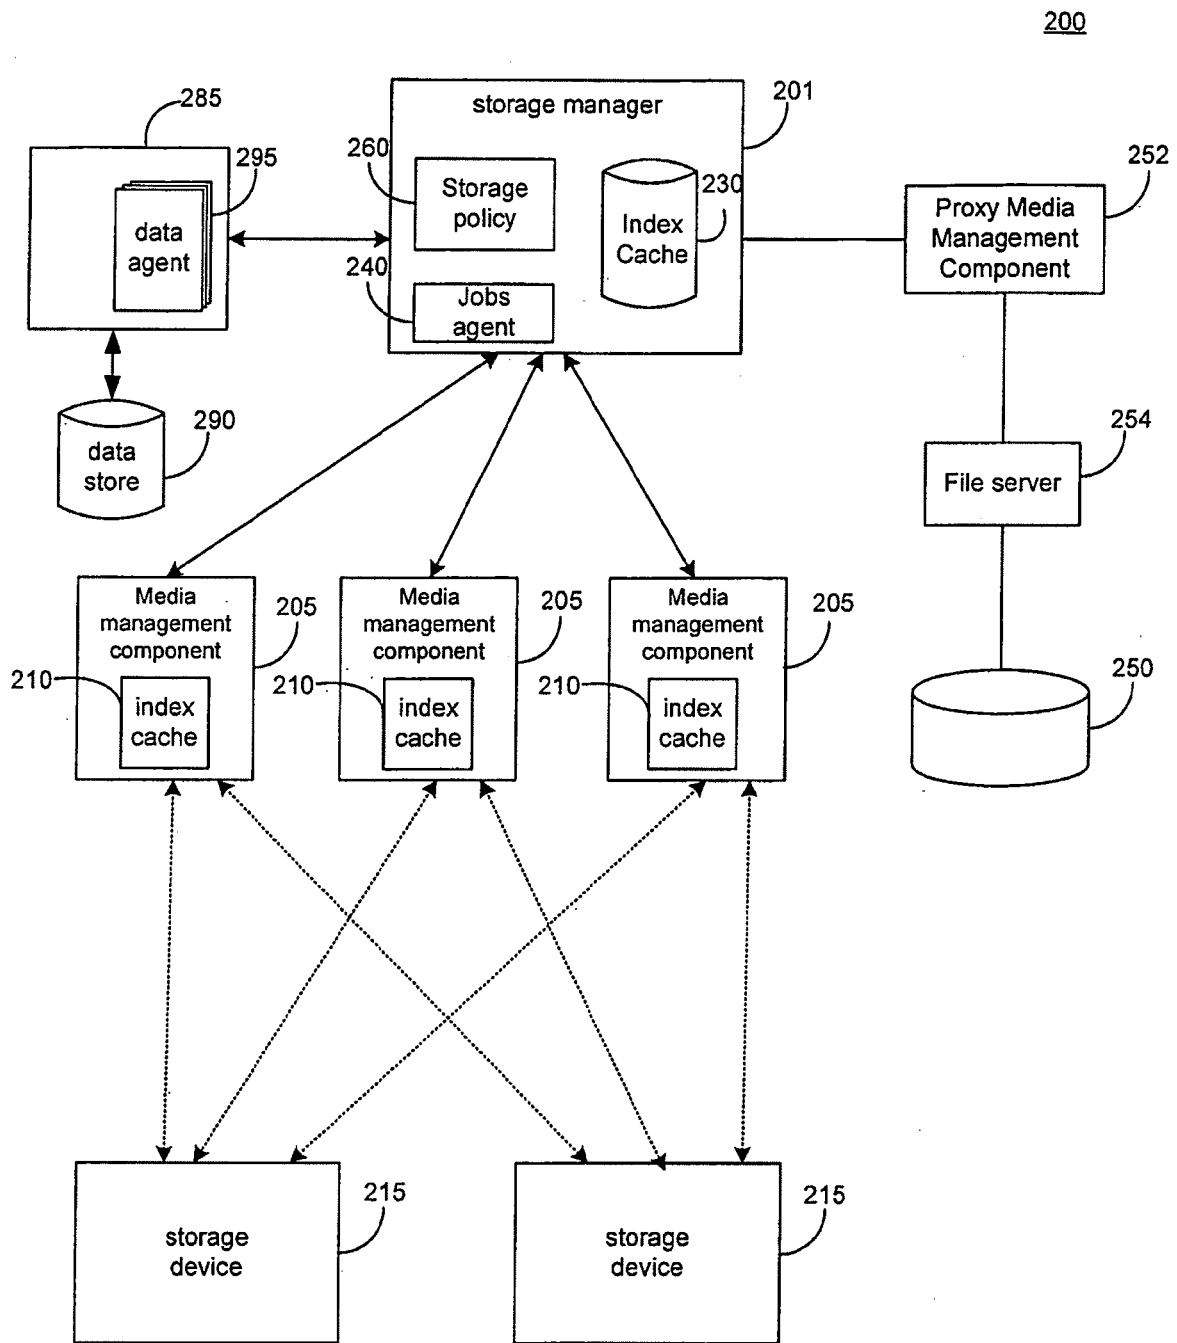 200
285
295
data
agent
290
data
store
storage manager
201
260
Storage
policy
240
Jobs
agent
230
Index
Cache
252
Proxy Media
Management
Component
254
File server
250
Media
management
component
205
210
index
cache
Media
management
component
205
210
index
cache
Media
management
component
205
210
index
cache
storage
device
215
storage
device
215